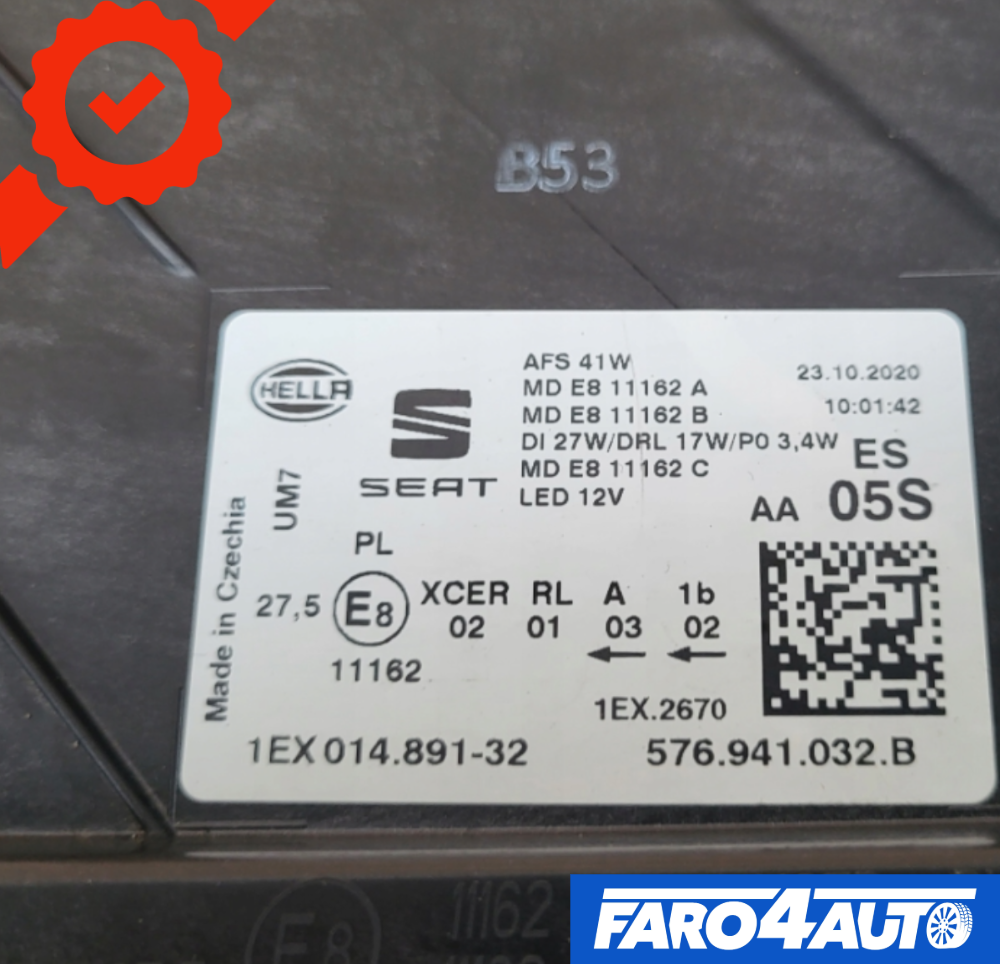 B53
HELLA
SEAT
AFS 41W
MD E8 11162 A
MD E8 11162 B
DI 27W/DRL 17W/P0 3,4W
MD E8 11162 C
LED 12V
23.10.2020
10:01:42
ES
AA 05S
Made in Czechia
UM7
PL
27,5 E8 XCER RL A 1b
02 01 03 02
11162
1EX.2670
1EX 014.891-32 576.941.032.B
E8 11162
FARO4AUTO